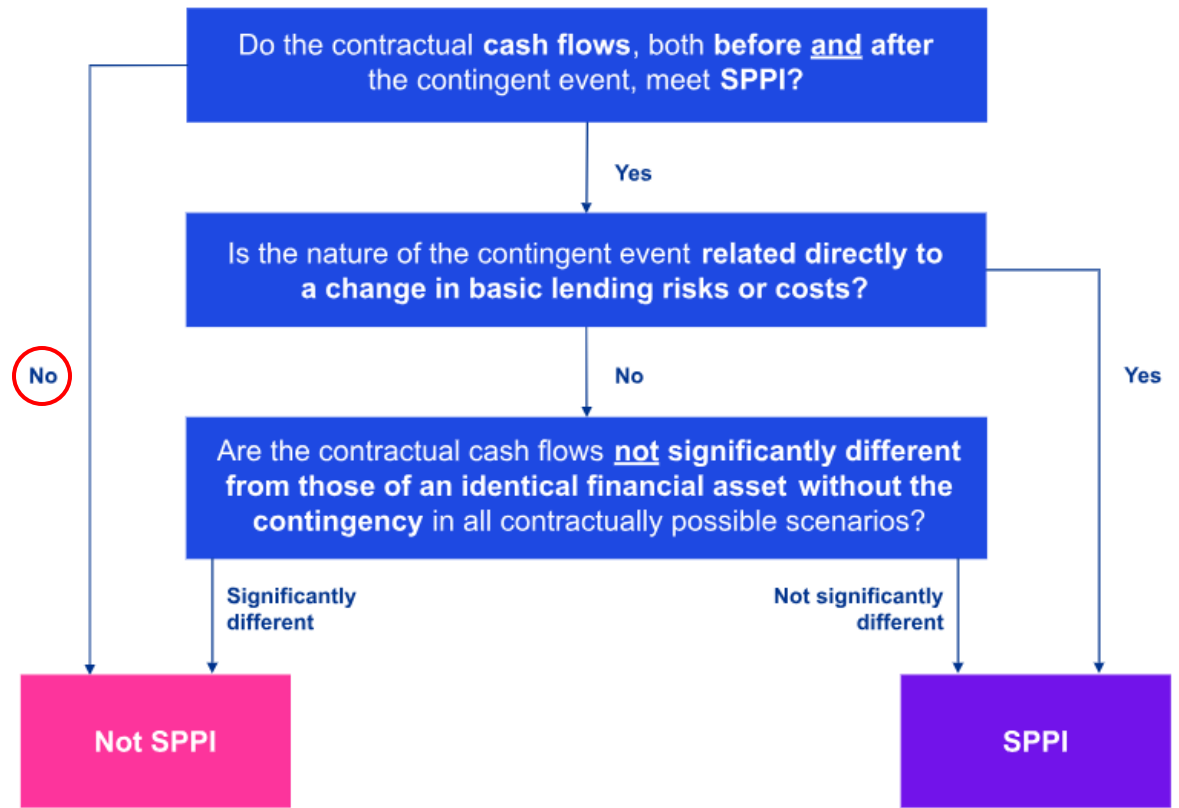 Do the contractual cash flows, both before and after
the contingent event, meet SPPI?
Yes
Is the nature of the contingent event related directly to
a change in basic lending risks or costs?
No
No
Yes
Are the contractual cash flows not significantly different
from those of an identical financial asset without the
contingency in all contractually possible scenarios?
Significantly
different
Not significantly
different
Not SPPI
SPPI